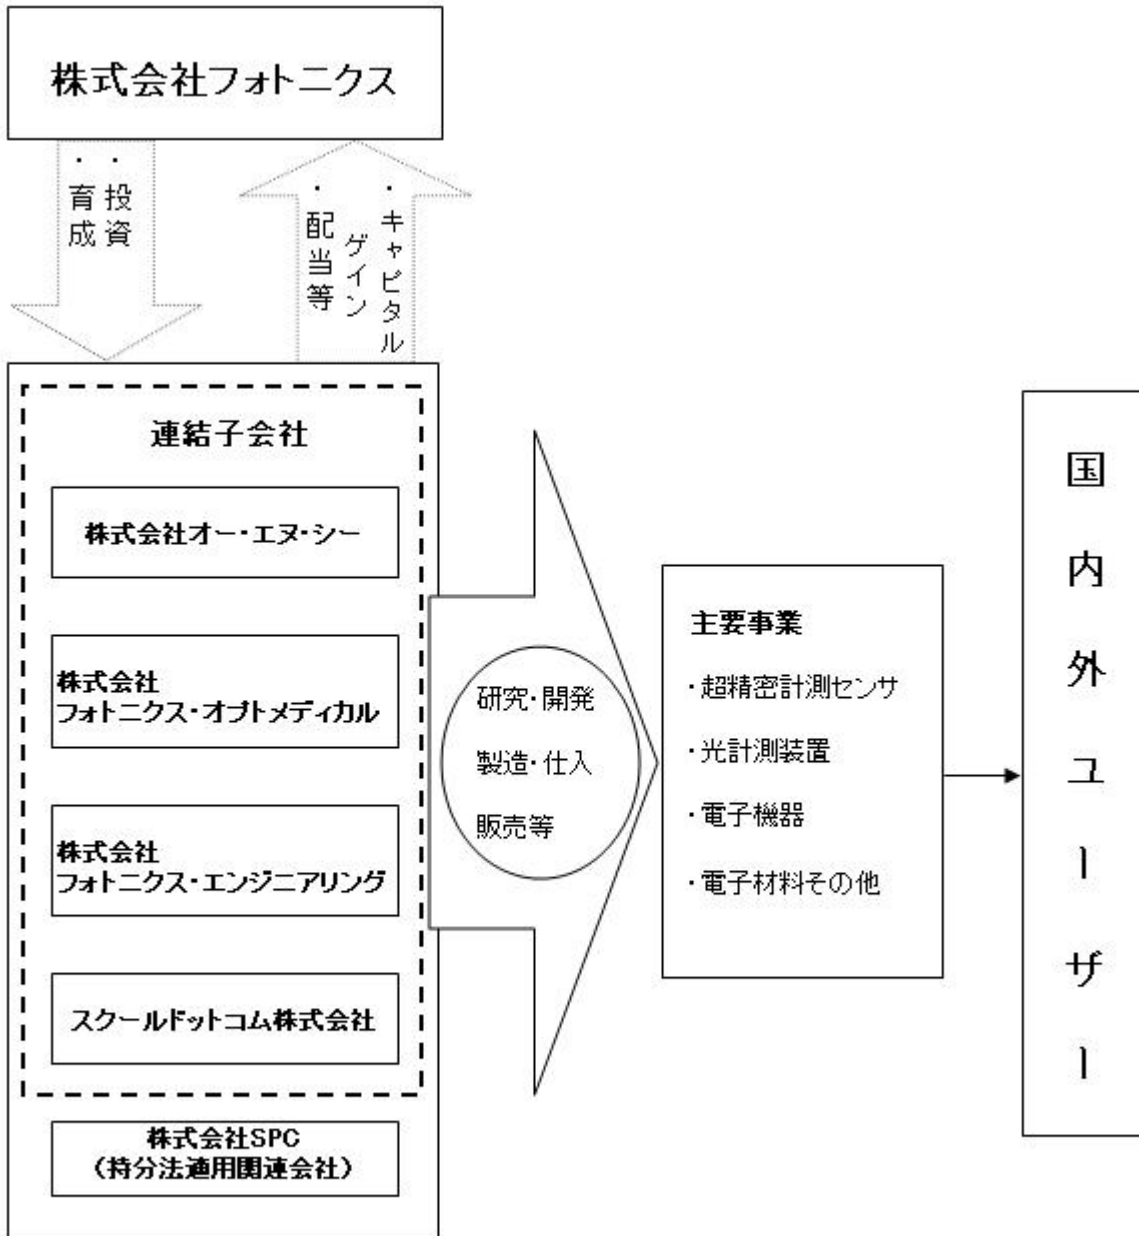 株式会社フォトニクス
・投資
・育成
・キャピタル
ゲイン
・配当等
連結子会社
株式会社オー・エヌ・シー
株式会社
フォトニクス・オプトメディカル
株式会社
フォトニクス・エンジニアリング
スクールドットコム株式会社
株式会社SPC
（持分法適用関連会社）
研究・開発
製造・仕入
販売等
主要事業
・超精密計測センサ
・光計測装置
・電子機器
・電子材料その他
国内外ユーザー